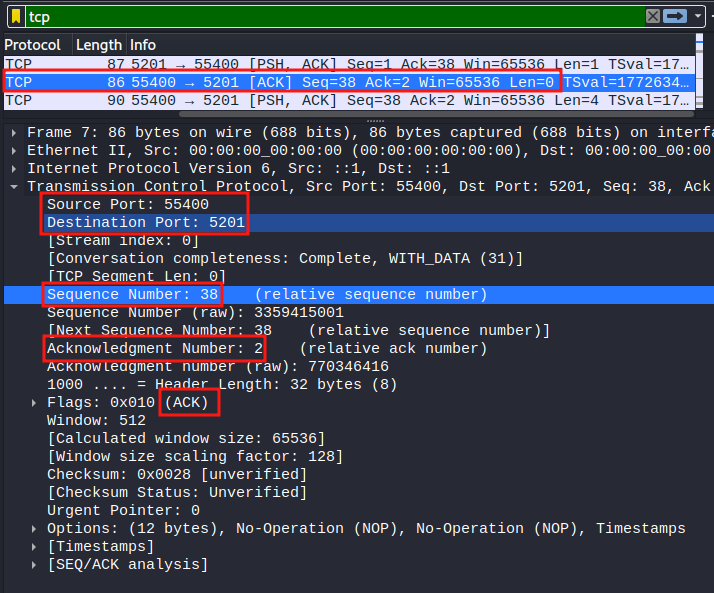 tcp
Protocol Length Info
TCP 87 5201 → 55400 [PSH, ACK] Seq=1 Ack=38 Win=65536 Len=1 TSval=17…
TCP 86 55400 → 5201 [ACK] Seq=38 Ack=2 Win=65536 Len=0 TSval=1772634…
TCP 90 55400 → 5201 [PSH, ACK] Seq=38 Ack=2 Win=65536 Len=4 TSval=17…
Frame 7: 86 bytes on wire (688 bits), 86 bytes captured (688 bits) on interfa
Ethernet II, Src: 00:00:00_00:00:00 (00:00:00:00:00:00), Dst: 00:00:00_00:00
Internet Protocol Version 6, Src: ::1, Dst: ::1
Transmission Control Protocol, Src Port: 55400, Dst Port: 5201, Seq: 38, Ack
Source Port: 55400
Destination Port: 5201
[Stream index: 0]
[Conversation completeness: Complete, WITH_DATA (31)]
[TCP Segment Len: 0]
Sequence Number: 38 (relative sequence number)
Sequence Number (raw): 3359415001
[Next Sequence Number: 38 (relative sequence number)]
Acknowledgment Number: 2 (relative ack number)
Acknowledgment number (raw): 770346416
1000 .... = Header Length: 32 bytes (8)
Flags: 0x010 (ACK)
Window: 512
[Calculated window size: 65536]
[Window size scaling factor: 128]
Checksum: 0x0028 [unverified]
[Checksum Status: Unverified]
Urgent Pointer: 0
Options: (12 bytes), No-Operation (NOP), No-Operation (NOP), Timestamps
[Timestamps]
[SEQ/ACK analysis]